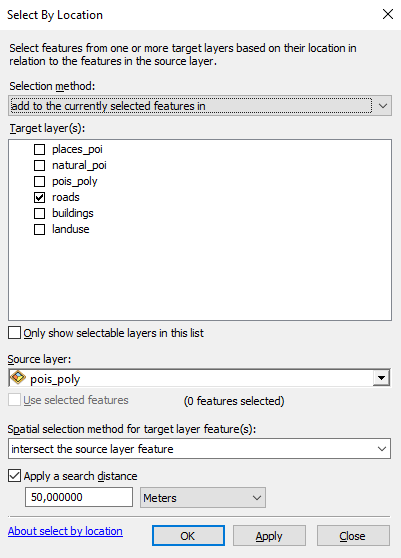 Select By Location
Select features from one or more target layers based on their location in
relation to the features in the source layer.
Selection method:
add to the currently selected features in
Target layer(s):
places_poi
natural_poi
pois_poly
roads
buildings
landuse
Only show selectable layers in this list
Source layer:
pois_poly
Use selected features (0 features selected)
Spatial selection method for target layer feature(s):
intersect the source layer feature
Apply a search distance
50,000000 Meters
About select by location OK Apply Close